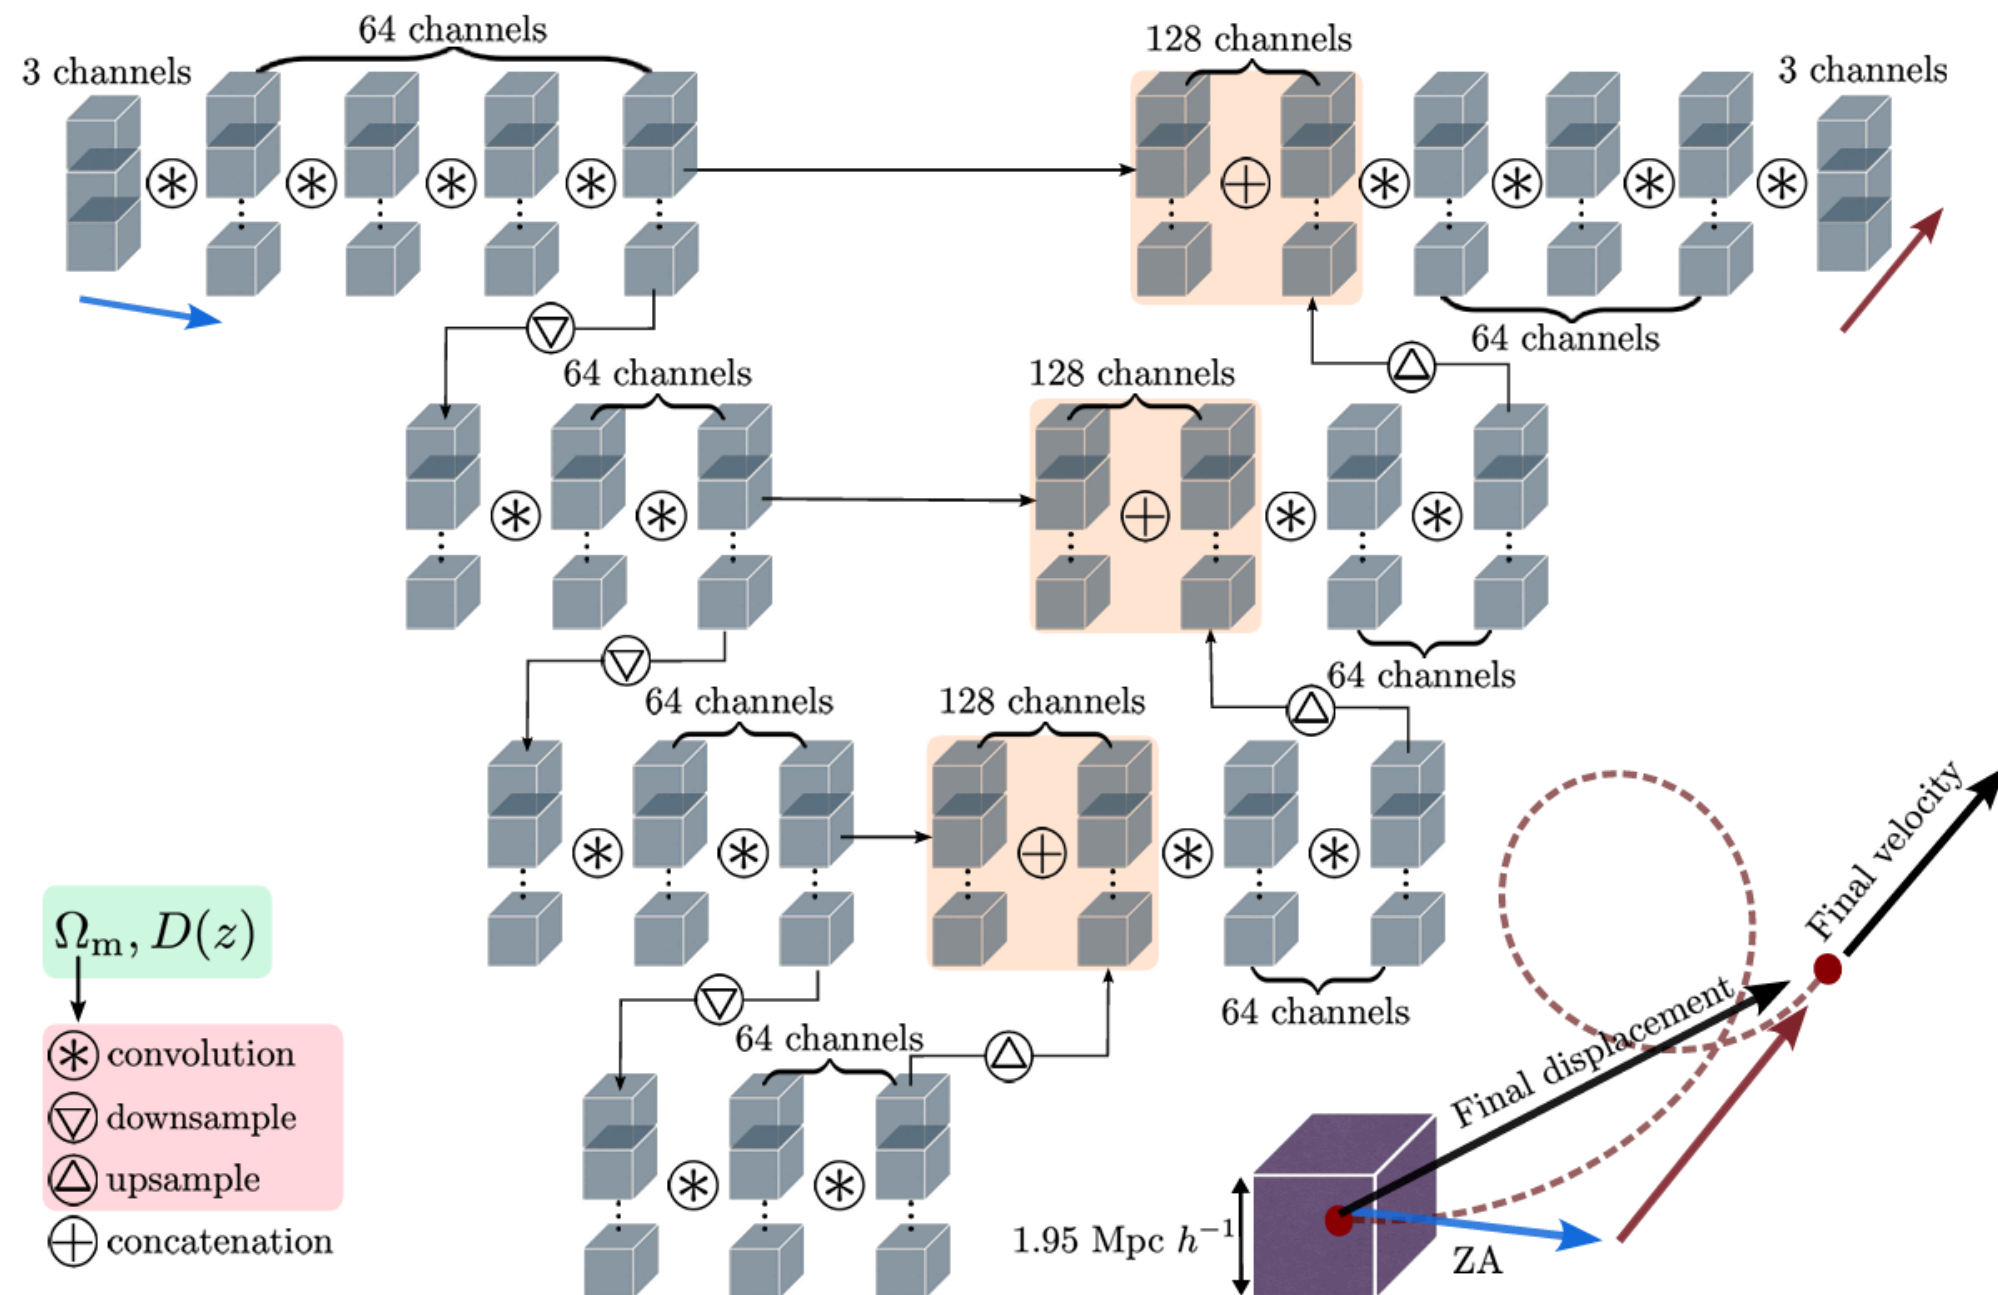 64 channels
128 channels
3 channels
3 channels
64 channels
64 channels
128 channels
64 channels
64 channels
128 channels
Final velocity
Ωm, D(z)
Final displacement
64 channels
64 channels
convolution
downsample
upsample
concatenation
1.95 Mpc h⁻¹
ZA